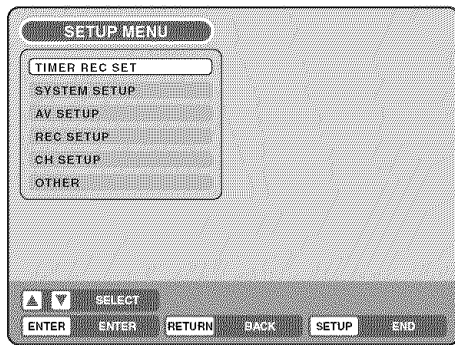 SETUP MENU
TIMER REC SET
SYSTEM SETUP
AV SETUP
REC SETUP
CH SETUP
OTHER
SELECT
ENTER ENTER RETURN BACK SETUP END